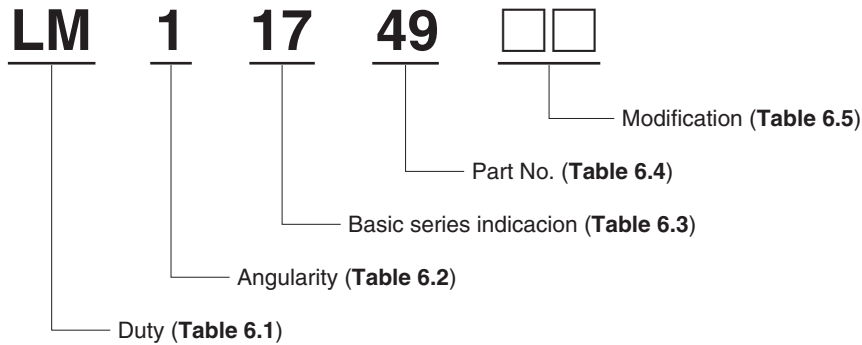 LM 1 17 49 □□
Modification (Table 6.5)
Part No. (Table 6.4)
Basic series indicacion (Table 6.3)
Angularity (Table 6.2)
Duty (Table 6.1)